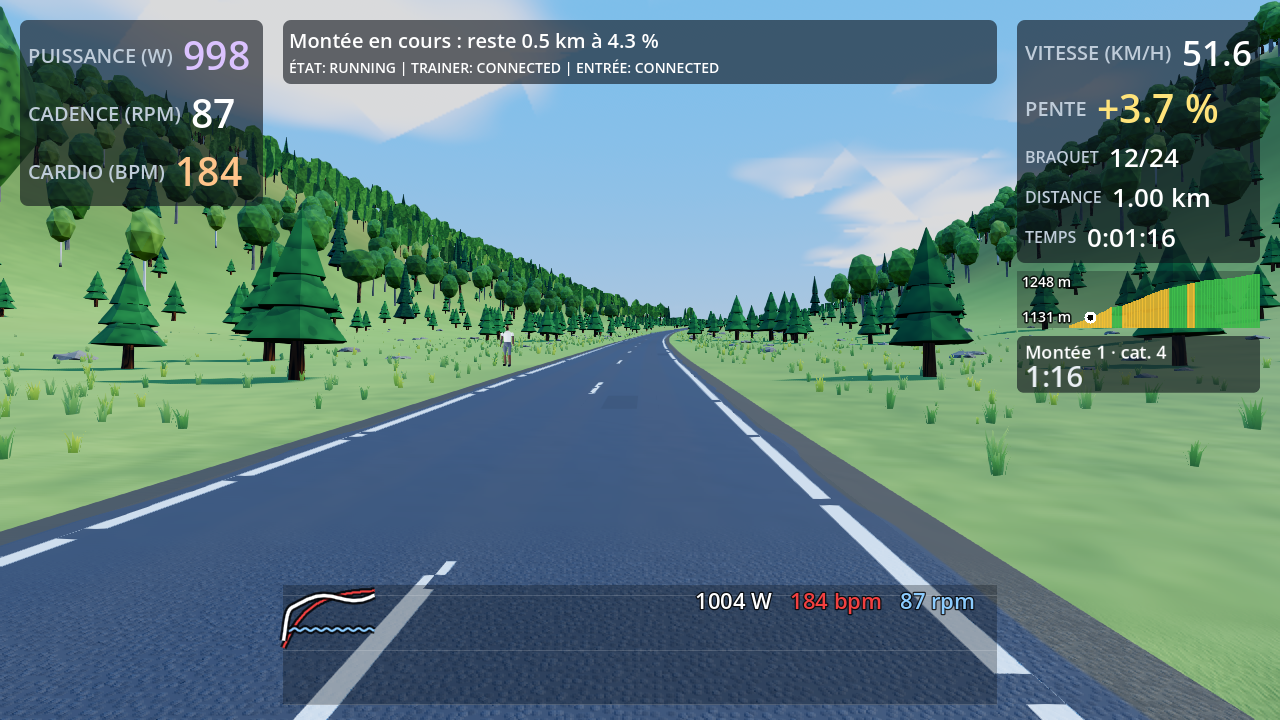 PUISSANCE (W) 998
CADENCE (RPM) 87
CARDIO (BPM) 184
Montée en cours : reste 0.5 km à 4.3 %
ÉTAT: RUNNING | TRAINER: CONNECTED | ENTRÉE: CONNECTED
VITESSE (KM/H) 51.6
PENTE +3.7 %
BRAQUET 12/24
DISTANCE 1.00 km
TEMPS 0:01:16
1248 m
1131 m
Montée 1 · cat. 4
1:16
1004 W 184 bpm 87 rpm